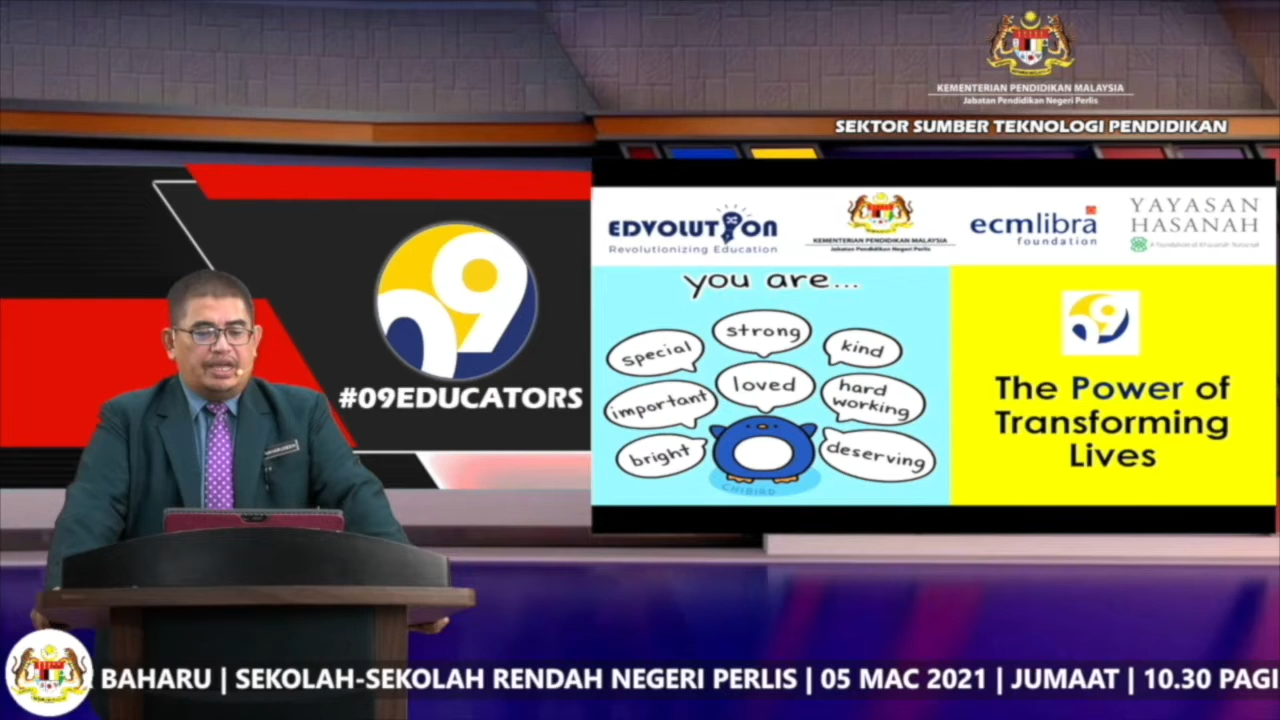 KEMENTERIAN PENDIDIKAN MALAYSIA
Jabatan Pendidikan Negeri Perlis
SEKTOR SUMBER TEKNOLOGI PENDIDIKAN
09
#09EDUCATORS
EDVOLUTION
Revolutionizing Education
KEMENTERIAN PENDIDIKAN MALAYSIA
Jabatan Pendidikan Negeri Perlis
ecmlibra
foundation
YAYASAN
HASANAH
you are...
strong
special
kind
loved
important
hard
working
bright
deserving
CHIBIRD
09
The Power of
Transforming
Lives
BAHARU | SEKOLAH-SEKOLAH RENDAH NEGERI PERLIS | 05 MAC 2021 | JUMAAT | 10.30 PAGI